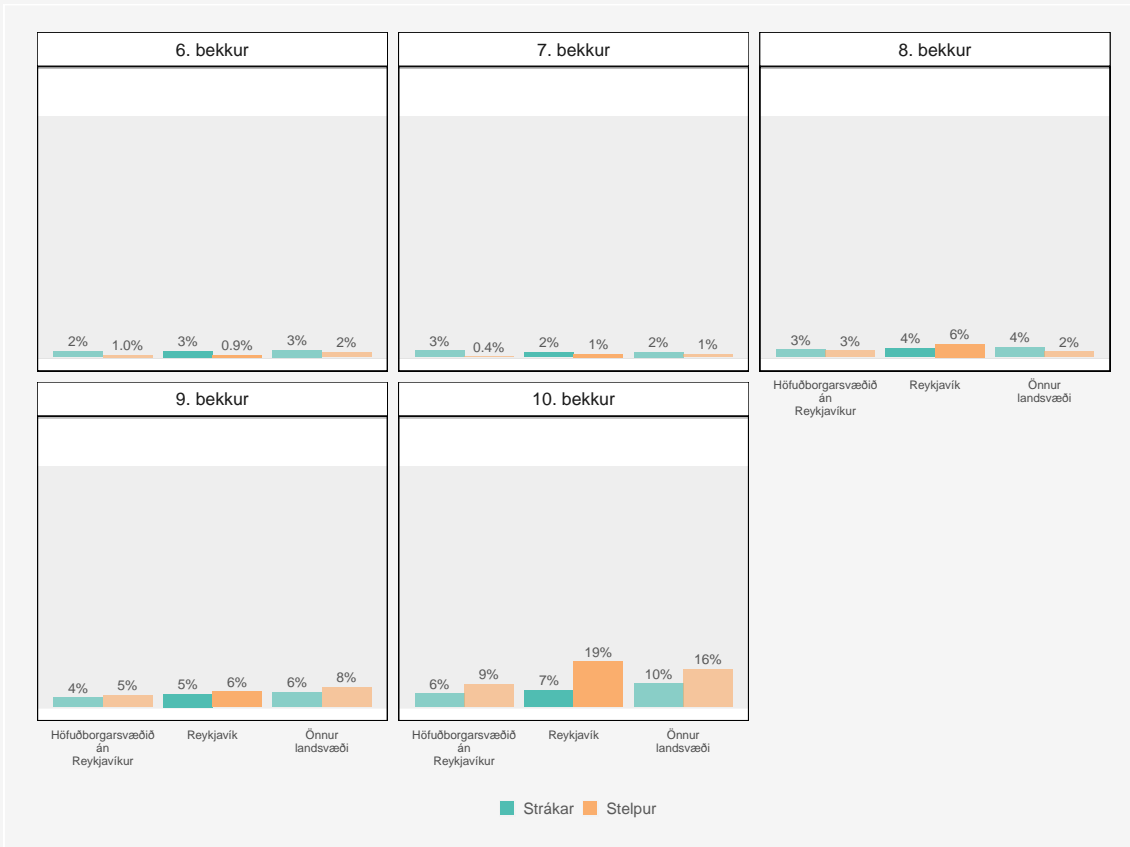 6. bekkur
7. bekkur
8. bekkur
2%
1.0%
3%
0.9%
3%
2%
3%
0.4%
2%
1%
2%
1%
3%
3%
4%
6%
4%
2%
Höfuðborgarsvæðið
án
Reykjavíkur
Reykjavík
Önnur
landsvæði
9. bekkur
10. bekkur
4%
5%
5%
6%
6%
8%
6%
9%
7%
19%
10%
16%
Höfuðborgarsvæðið
án
Reykjavíkur
Reykjavík
Önnur
landsvæði
Höfuðborgarsvæðið
án
Reykjavíkur
Reykjavík
Önnur
landsvæði
Strákar
Stelpur